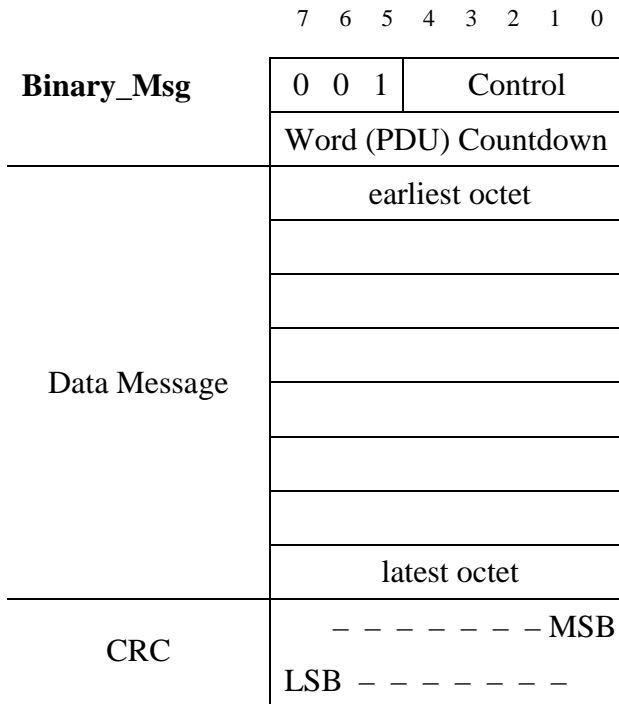 7 6 5 4 3 2 1 0
Binary_Msg 0 0 1 Control
Word (PDU) Countdown
earliest octet
Data Message
latest octet
CRC
– – – – – – – MSB
LSB – – – – – – –